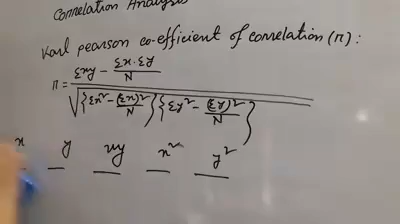 Correlation Analysis
Karl pearson co-efficient of correlation (r) :
r = Σxy - Σx·Σy/N / √{Σx² - (Σx)²/N}{Σy² - (Σy)²/N}
x y xy x² y²